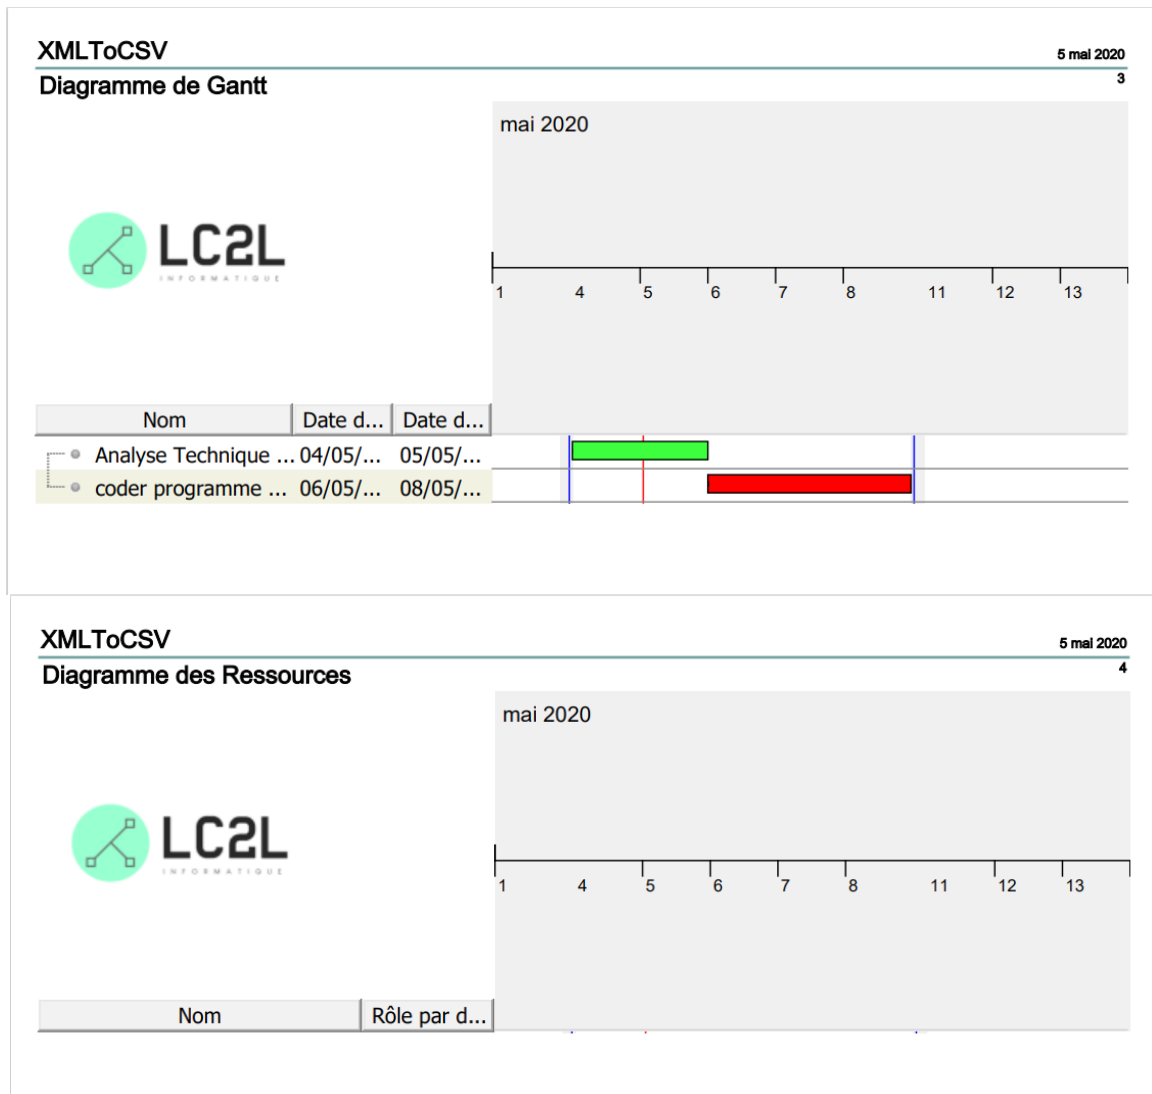 XMLToCSV
5 mai 2020
Diagramme de Gantt
3
mai 2020
LC2L
INFORMATIQUE
1 4 5 6 7 8 11 12 13
Nom Date d... Date d...
Analyse Technique ... 04/05/... 05/05/...
coder programme ... 06/05/... 08/05/...
XMLToCSV
5 mai 2020
Diagramme des Ressources
4
mai 2020
LC2L
INFORMATIQUE
1 4 5 6 7 8 11 12 13
Nom Rôle par d...